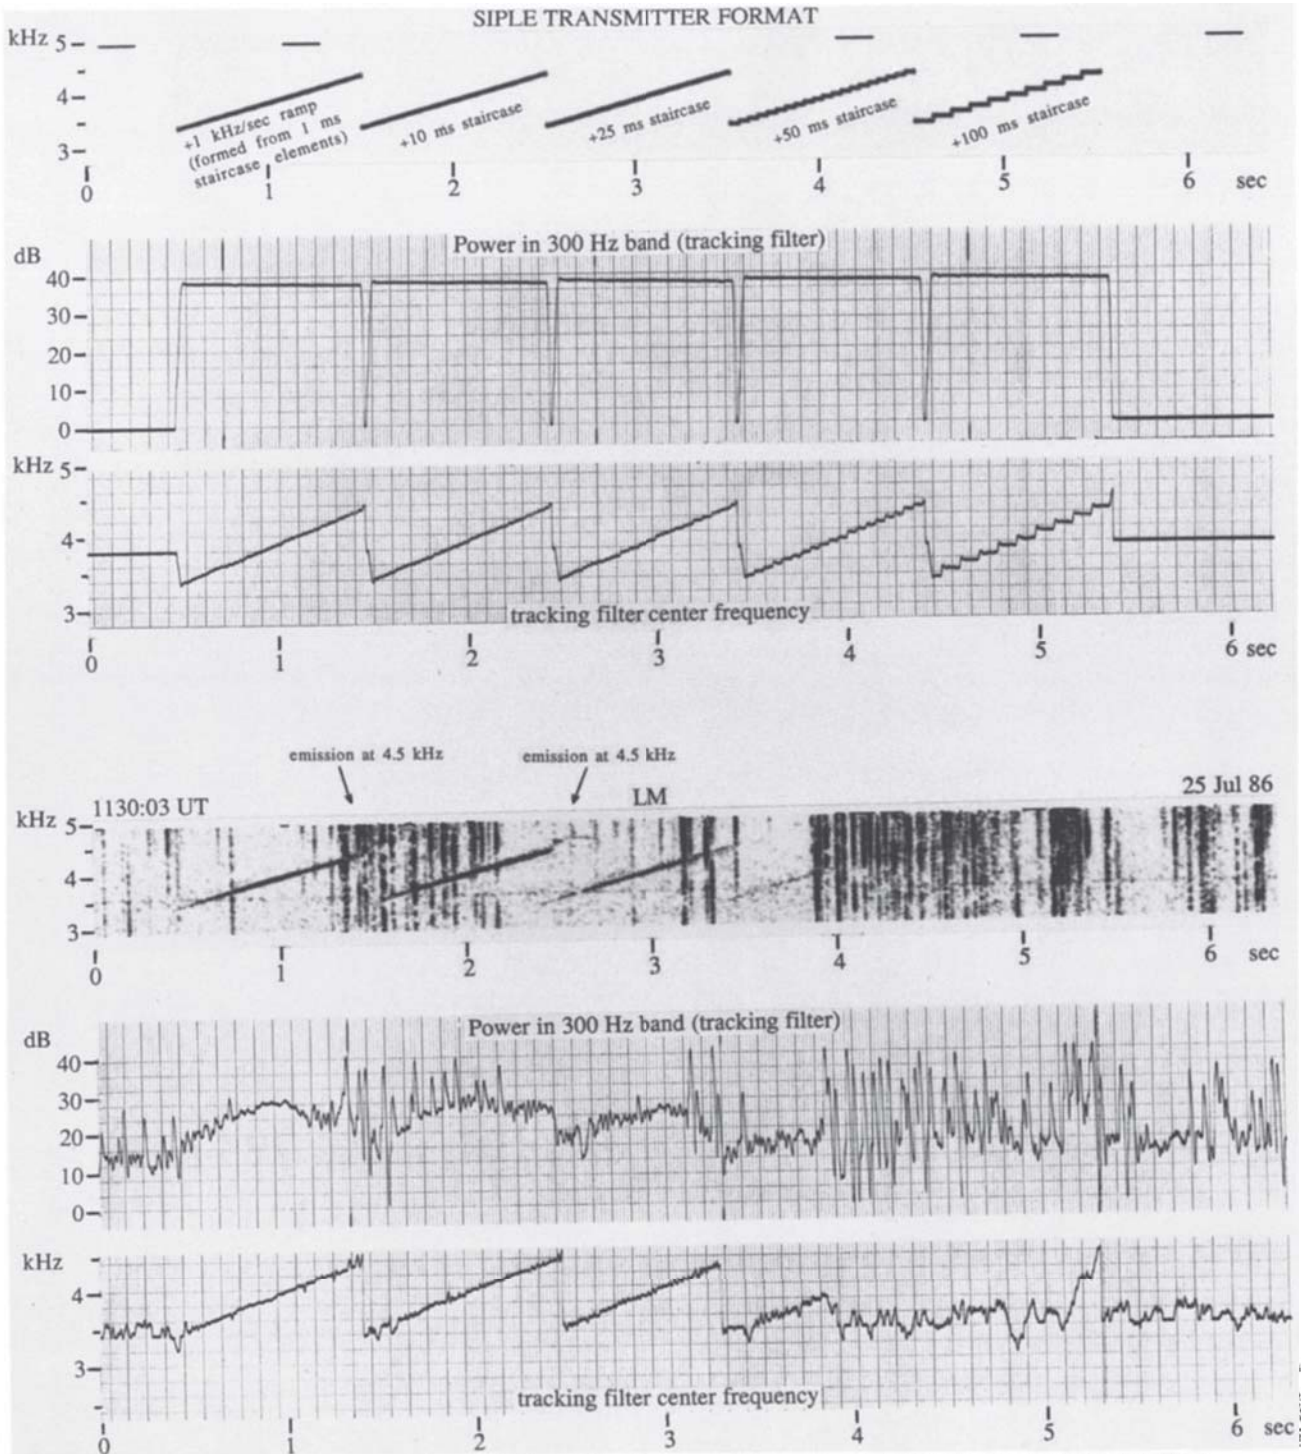 SIPLE TRANSMITTER FORMAT
kHz 5
4
3
+1 kHz/sec ramp
(formed from 1 ms
staircase elements)
+10 ms staircase
+25 ms staircase
+50 ms staircase
+100 ms staircase
0 1 2 3 4 5 6 sec
Power in 300 Hz band (tracking filter)
dB
40
30
20
10
0
kHz 5
4
3
tracking filter center frequency
0 1 2 3 4 5 6 sec
emission at 4.5 kHz emission at 4.5 kHz
1130:03 UT LM 25 Jul 86
kHz 5
4
3
0 1 2 3 4 5 6 sec
Power in 300 Hz band (tracking filter)
dB
40
30
20
10
0
kHz
4
3
tracking filter center frequency
0 1 2 3 4 5 6 sec